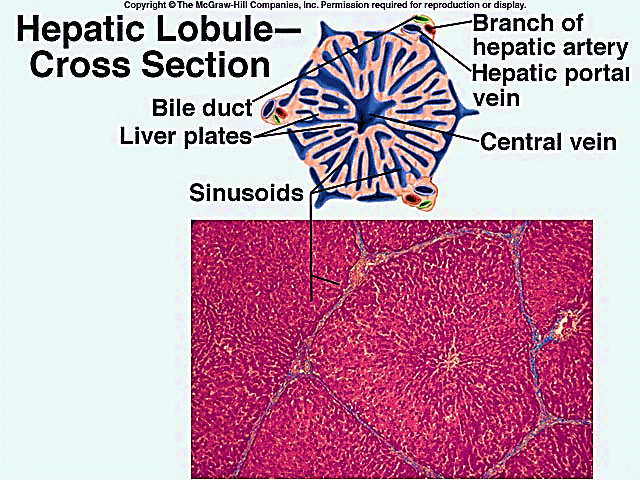 Copyright © The McGraw-Hill Companies, Inc. Permission required for reproduction or display.
Hepatic Lobule—
Cross Section
Branch of
hepatic artery
Hepatic portal
vein
Bile duct
Liver plates
Central vein
Sinusoids